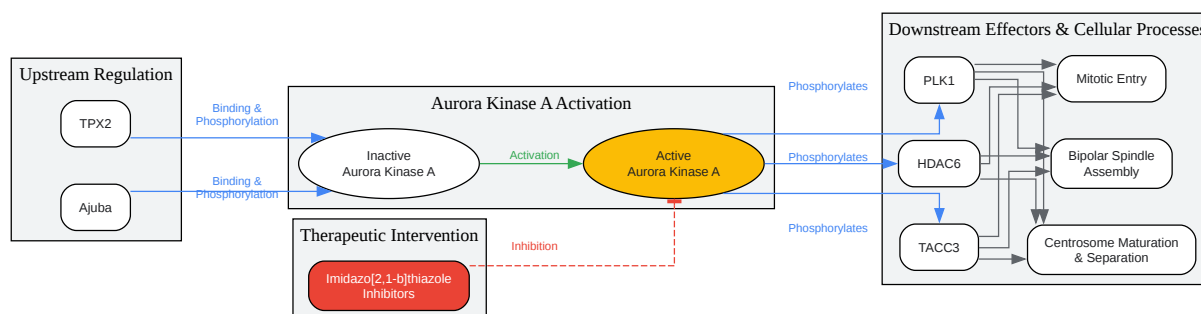 Upstream Regulation
TPX2
Ajuba
Binding &
Phosphorylation
Binding &
Phosphorylation
Aurora Kinase A Activation
Inactive
Aurora Kinase A
Activation
Active
Aurora Kinase A
Therapeutic Intervention
Imidazo[2,1-b]thiazole
Inhibitors
Inhibition
Phosphorylates
Phosphorylates
Phosphorylates
Downstream Effectors & Cellular Processes
PLK1
HDAC6
TACC3
Mitotic Entry
Bipolar Spindle
Assembly
Centrosome Maturation
& Separation